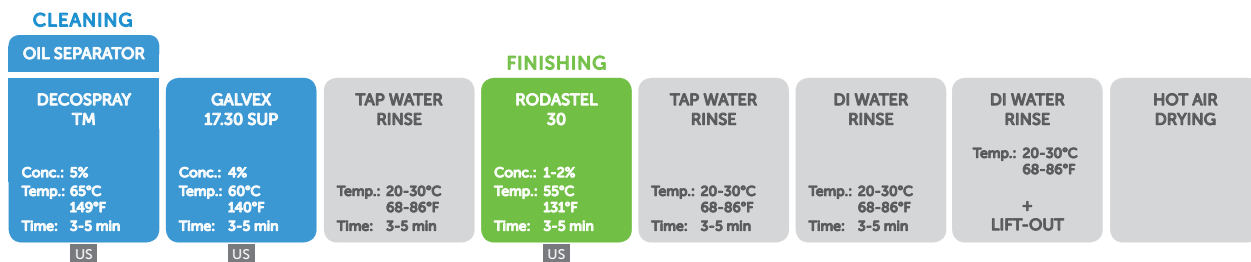 CLEANING
OIL SEPARATOR
DECOSPRAY
TM
Conc.: 5%
Temp.: 65°C
149°F
Time: 3-5 min
US
GALVEX
17.30 SUP
Conc.: 4%
Temp.: 60°C
140°F
Time: 3-5 min
US
TAP WATER
RINSE
Temp.: 20-30°C
68-86°F
Time: 3-5 min
FINISHING
RODASTEL
30
Conc.: 1-2%
Temp.: 55°C
131°F
Time: 3-5 min
US
TAP WATER
RINSE
Temp.: 20-30°C
68-86°F
Time: 3-5 min
DI WATER
RINSE
Temp.: 20-30°C
68-86°F
Time: 3-5 min
DI WATER
RINSE
Temp.: 20-30°C
68-86°F
+
LIFT-OUT
HOT AIR
DRYING